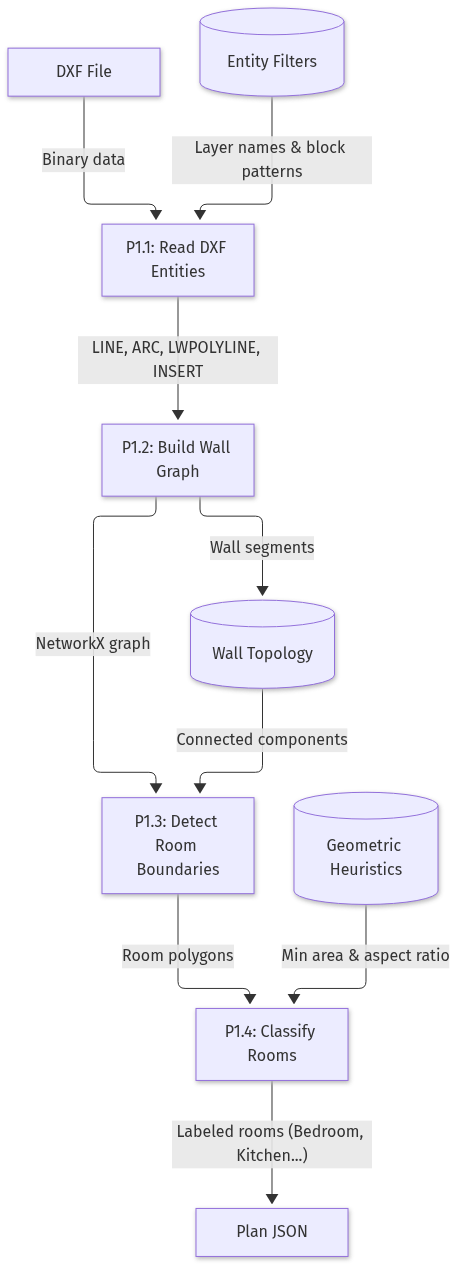 DXF File
Entity Filters
Binary data
Layer names & block
patterns
P1.1: Read DXF
Entities
LINE, ARC, LWPOLYLINE,
INSERT
P1.2: Build Wall
Graph
Wall segments
NetworkX graph
Wall Topology
Connected components
P1.3: Detect
Room
Boundaries
Geometric
Heuristics
Room polygons
Min area & aspect ratio
P1.4: Classify
Rooms
Labeled rooms (Bedroom,
Kitchen...)
Plan JSON